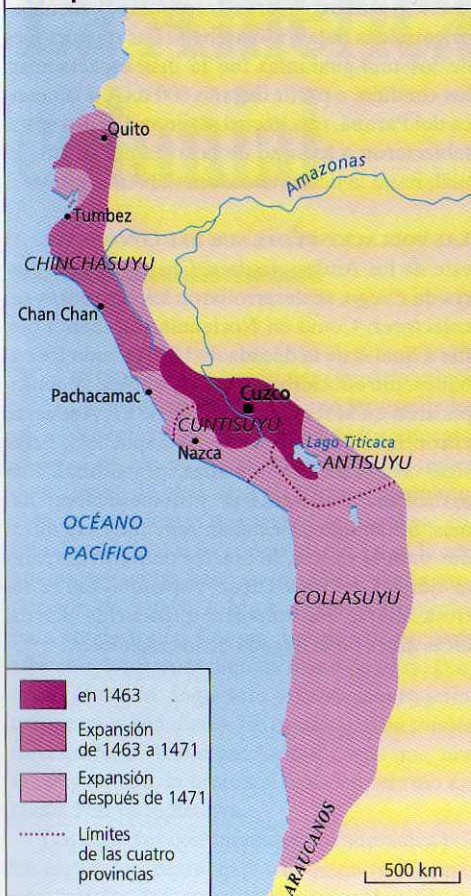 Quito
Amazonas
Tumbez
CHINCHASUYU
Chan Chan
Pachacamac
Cuzco
CUNTISUYU
Nazca
Lago Titicaca
ANTISUYU
OCÉANO
PACÍFICO
COLLASUYU
en 1463
Expansión
de 1463 a 1471
Expansión
después de 1471
Límites
de las cuatro
provincias
ARAUCANOS
500 km